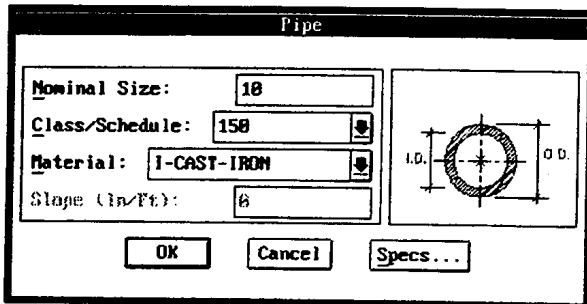 Pipe
Nominal Size: 10
Class/Schedule: 150
Material: I-CAST-IRON
Slope (In/Ft): 0
I.D.
O.D.
OK Cancel Specs...